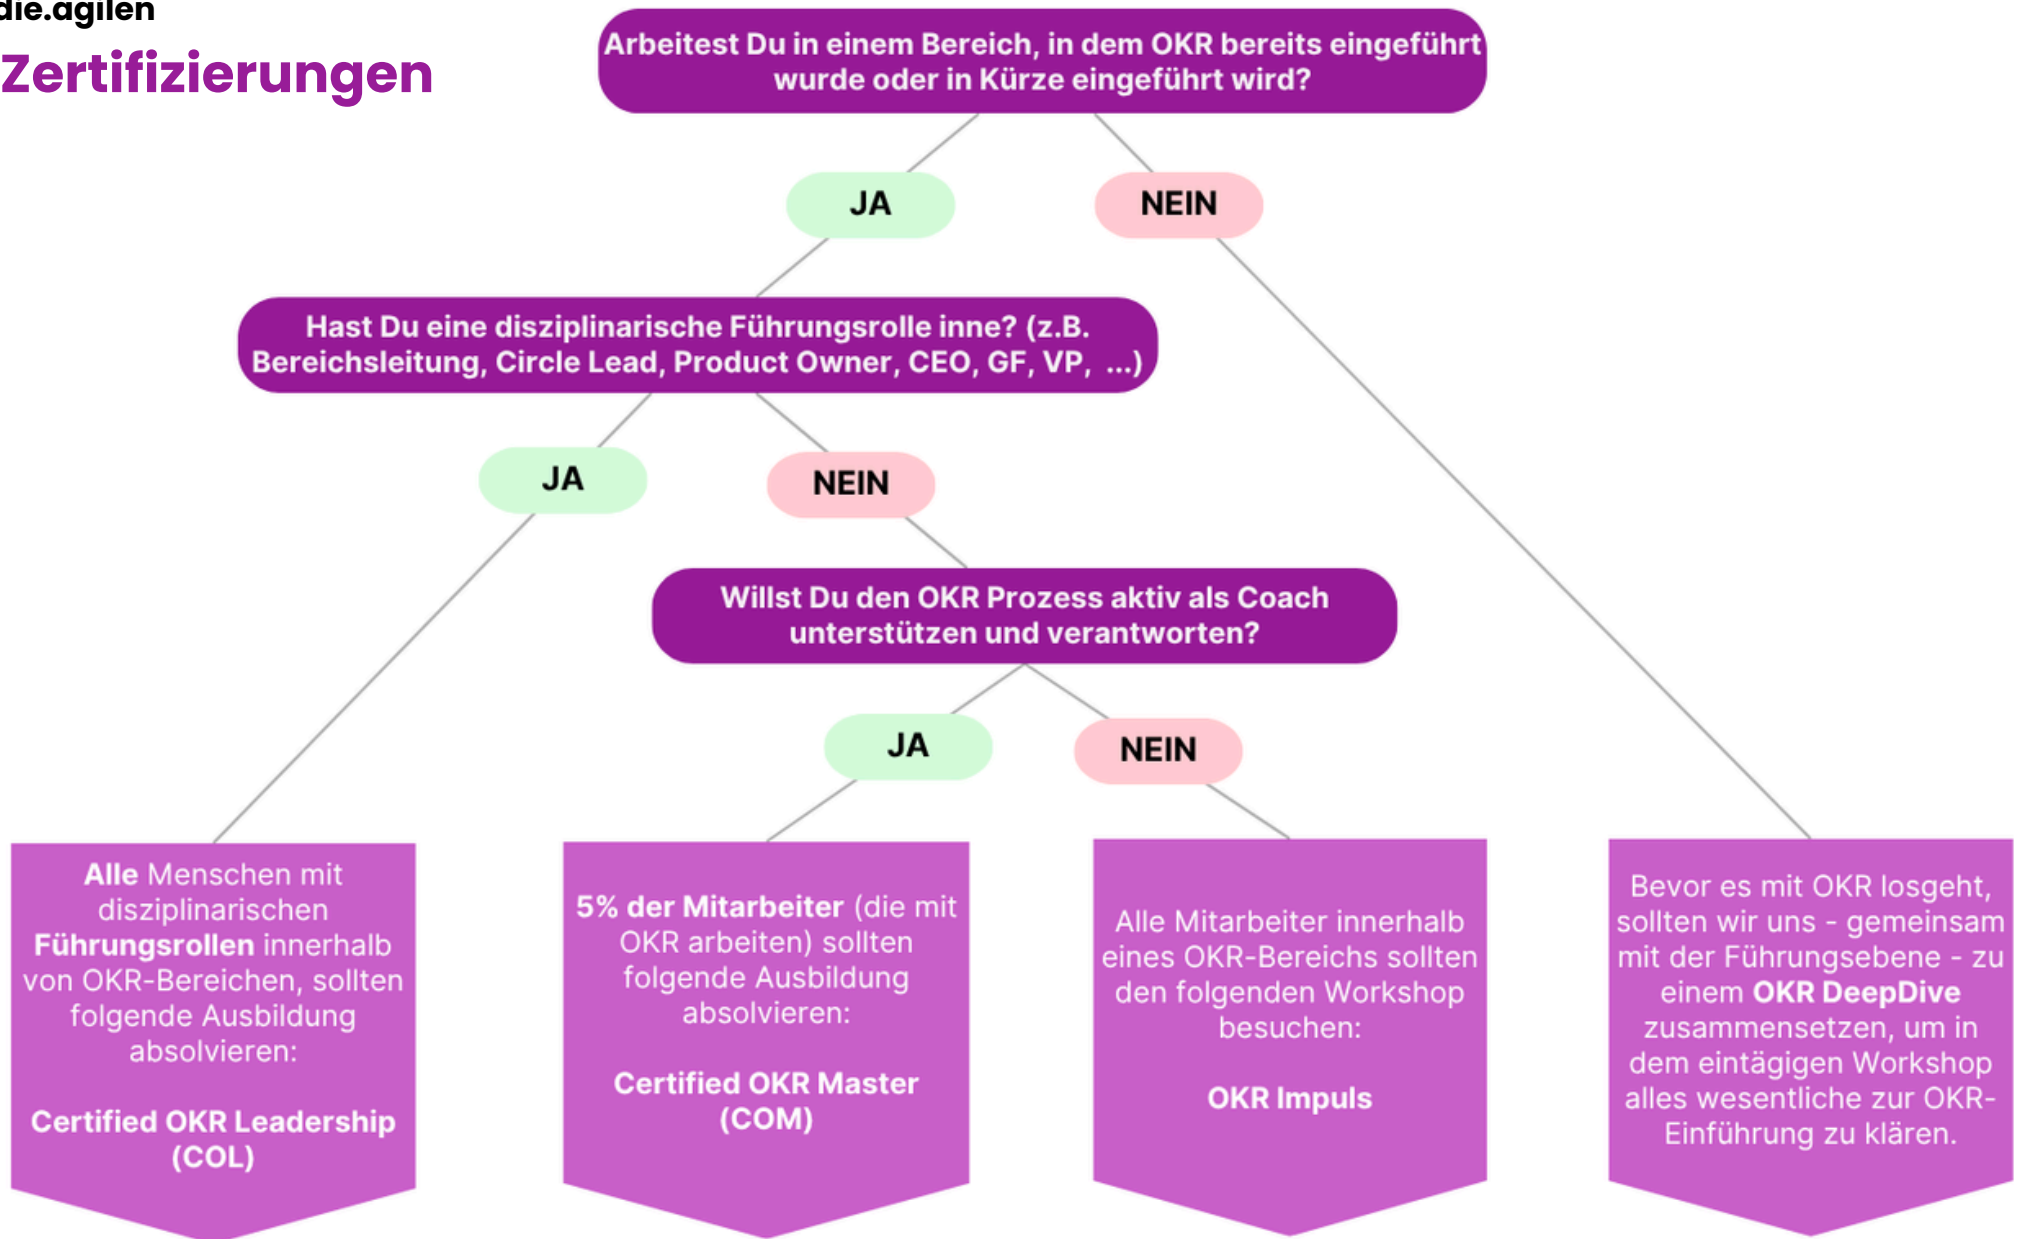 die.agilen
Zertifizierungen
Arbeitest Du in einem Bereich, in dem OKR bereits eingeführt
wurde oder in Kürze eingeführt wird?
JA
NEIN
Hast Du eine disziplinarische Führungsrolle inne? (z.B.
Bereichsleitung, Circle Lead, Product Owner, CEO, GF, VP, ...)
JA
NEIN
Willst Du den OKR Prozess aktiv als Coach
unterstützen und verantworten?
JA
NEIN
Alle Menschen mit
disziplinarischen
Führungsrollen innerhalb
von OKR-Bereichen, sollten
folgende Ausbildung
absolvieren:
Certified OKR Leadership
(COL)
5% der Mitarbeiter (die mit
OKR arbeiten) sollten
folgende Ausbildung
absolvieren:
Certified OKR Master
(COM)
Alle Mitarbeiter innerhalb
eines OKR-Bereichs sollten
den folgenden Workshop
besuchen:
OKR Impuls
Bevor es mit OKR losgeht,
sollten wir uns - gemeinsam
mit der Führungsebene - zu
einem OKR DeepDive
zusammensetzen, um in
dem eintägigen Workshop
alles wesentliche zur OKR-
Einführung zu klären.